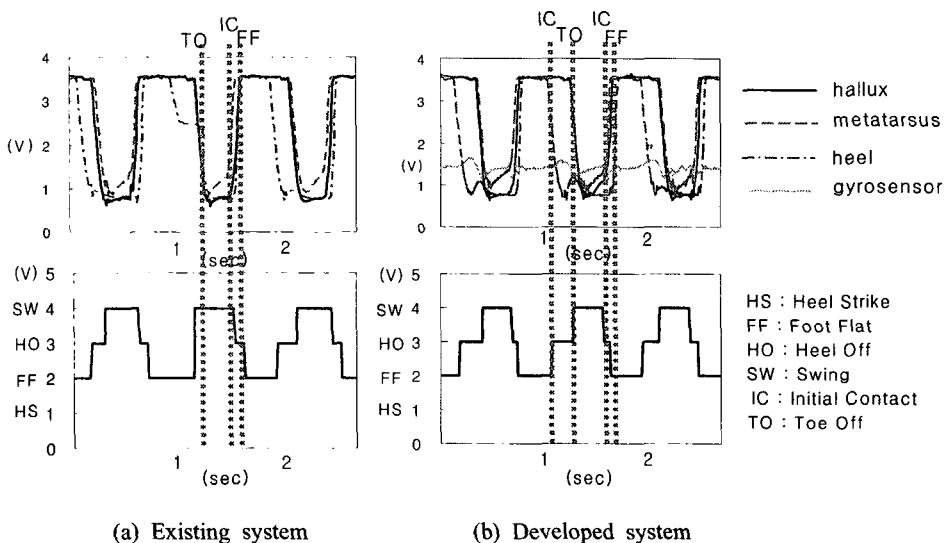 IC
TO FF
4
3
(V) 2
1
0
1 2
(sec)
(V) 5
SW 4
HO 3
FF 2
HS 1
0
1 2
(sec)
(a) Existing system
IC IC
TO FF
4
3
2
(V)
1
0
1 2
(sec)
(V) 5
SW 4
HO 3
FF 2
HS 1
0
1 2
(sec)
(b) Developed system
hallux
metatarsus
heel
gyrosensor
HS : Heel Strike
FF : Foot Flat
HO : Heel Off
SW : Swing
IC : Initial Contact
TO : Toe Off